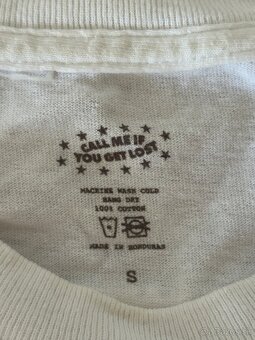 CALL ME IF
YOU GET LOST
MACHINE WASH COLD
HANG DRY
100% COTTON
MADE IN HONDURAS
S